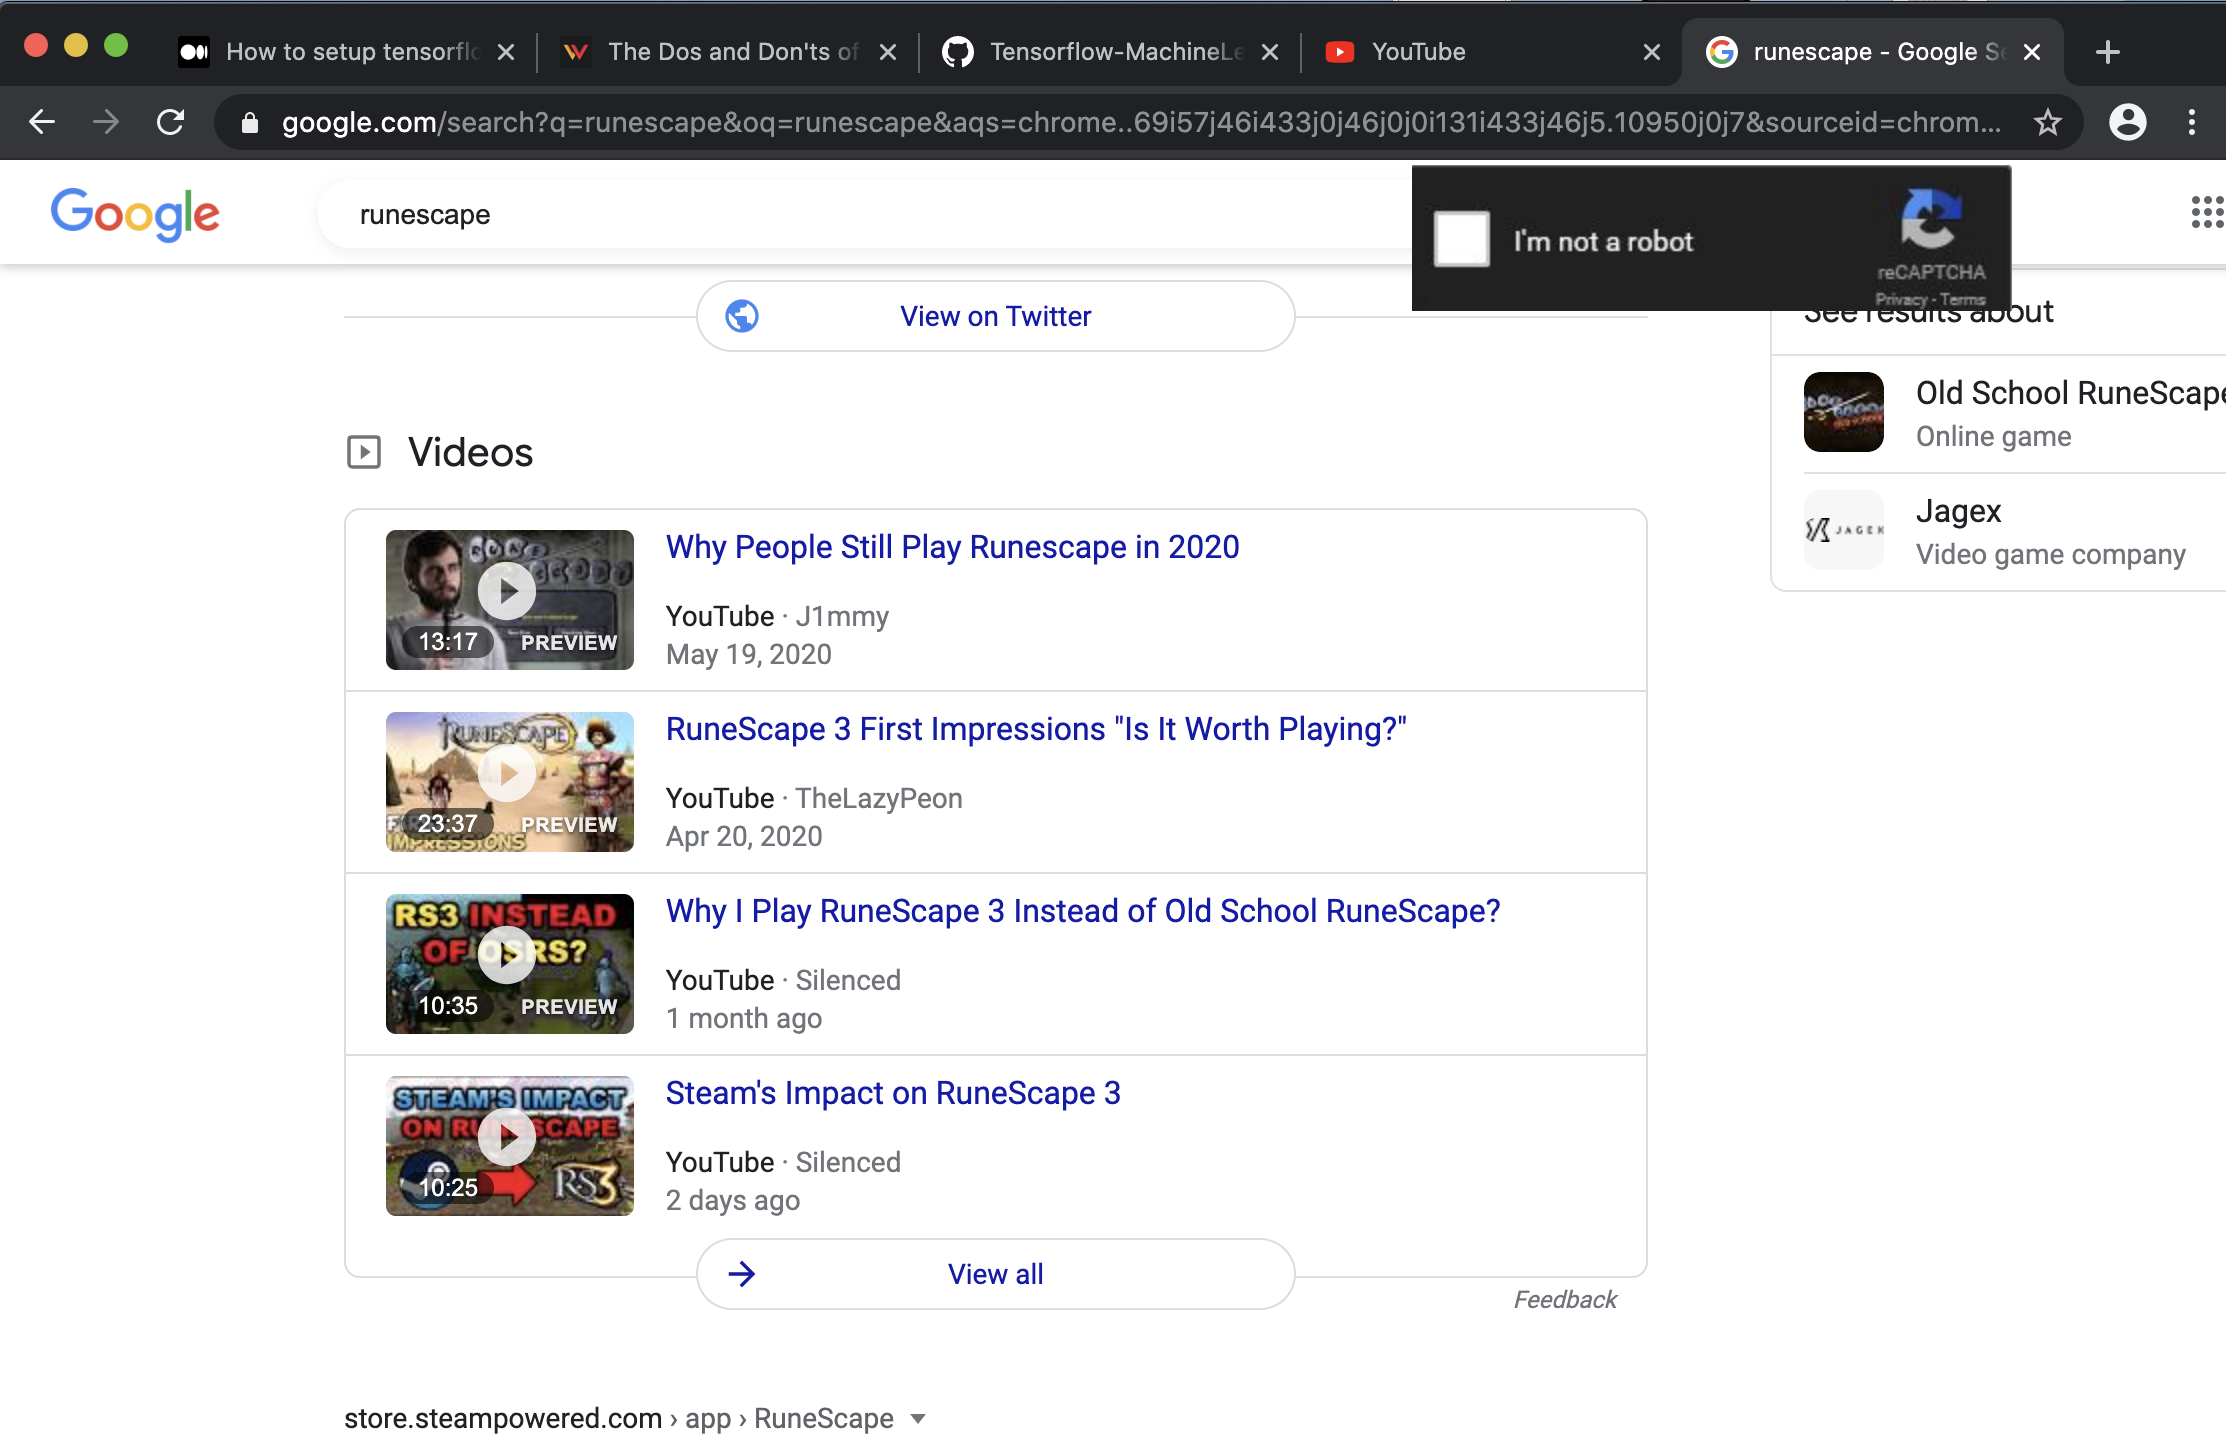 How to setup tensorflo
The Dos and Don'ts of
Tensorflow-MachineLe
YouTube
runescape - Google Se
google.com/search?q=runescape&oq=runescape&aqs=chrome..69i57j46i433j0j46j0j0i131i433j46j5.10950j0j7&sourceid=chrom...
Google
runescape
I'm not a robot
reCAPTCHA
Privacy - Terms
View on Twitter
See results about
Old School RuneScape
Online game
JAGEX
Jagex
Video game company
Videos
13:17
PREVIEW
Why People Still Play Runescape in 2020
YouTube · J1mmy
May 19, 2020
RUNESCAPE
23:37
PREVIEW
IMPRESSIONS
RuneScape 3 First Impressions "Is It Worth Playing?"
YouTube · TheLazyPeon
Apr 20, 2020
RS3 INSTEAD
OF OSRS?
10:35
PREVIEW
Why I Play RuneScape 3 Instead of Old School RuneScape?
YouTube · Silenced
1 month ago
STEAM'S IMPACT
ON RUNESCAPE
10:25
RS3
Steam's Impact on RuneScape 3
YouTube · Silenced
2 days ago
View all
Feedback
store.steampowered.com › app › RuneScape